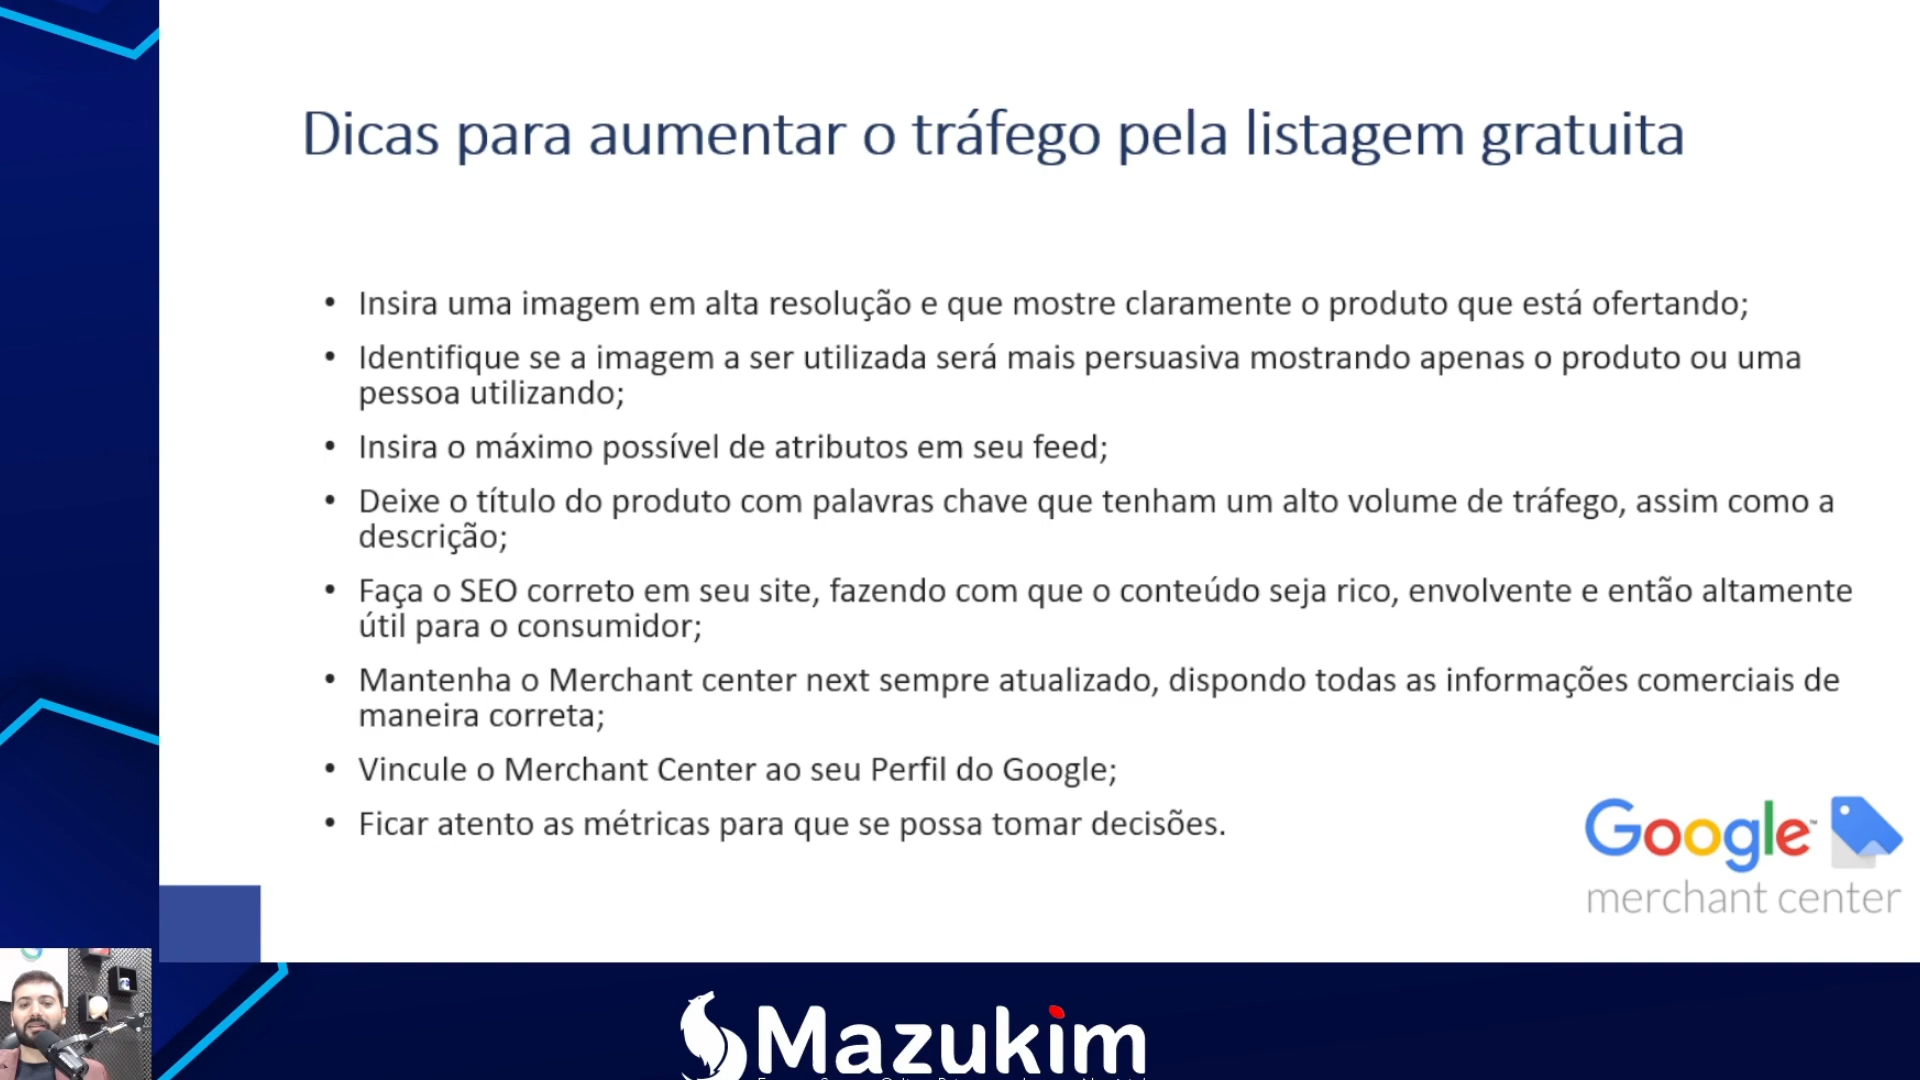 Dicas para aumentar o tráfego pela listagem gratuita
• Insira uma imagem em alta resolução e que mostre claramente o produto que está ofertando;
• Identifique se a imagem a ser utilizada será mais persuasiva mostrando apenas o produto ou uma
pessoa utilizando;
• Insira o máximo possível de atributos em seu feed;
• Deixe o título do produto com palavras chave que tenham um alto volume de tráfego, assim como a
descrição;
• Faça o SEO correto em seu site, fazendo com que o conteúdo seja rico, envolvente e então altamente
útil para o consumidor;
• Mantenha o Merchant center next sempre atualizado, dispondo todas as informações comerciais de
maneira correta;
• Vincule o Merchant Center ao seu Perfil do Google;
• Ficar atento as métricas para que se possa tomar decisões.
Google™
merchant center
Mazukim